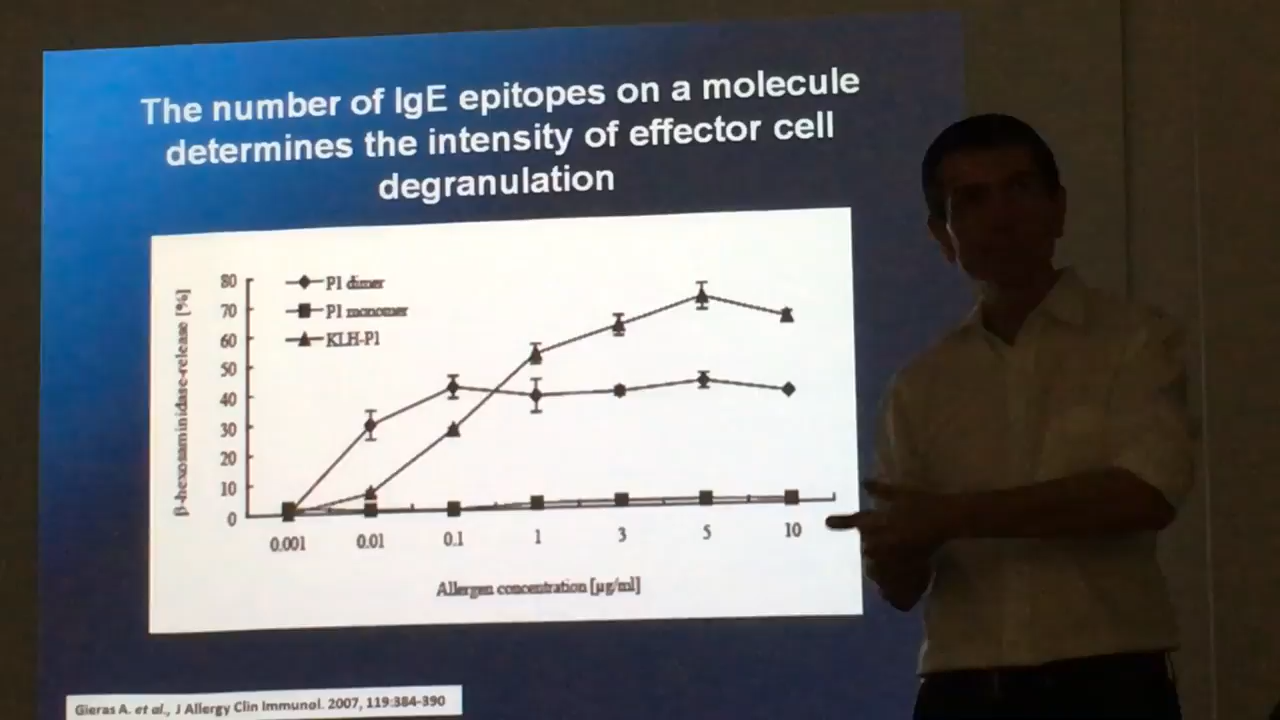 The number of IgE epitopes on a molecule
determines the intensity of effector cell
degranulation
P1 dimer
P1 monomer
KLH-P1
β-hexosaminidase-release [%]
80
70
60
50
40
30
20
10
0
0.001 0.01 0.1 1 3 5 10
Allergen concentration [µg/ml]
Gieras A. et al., J Allergy Clin Immunol. 2007, 119:384-390